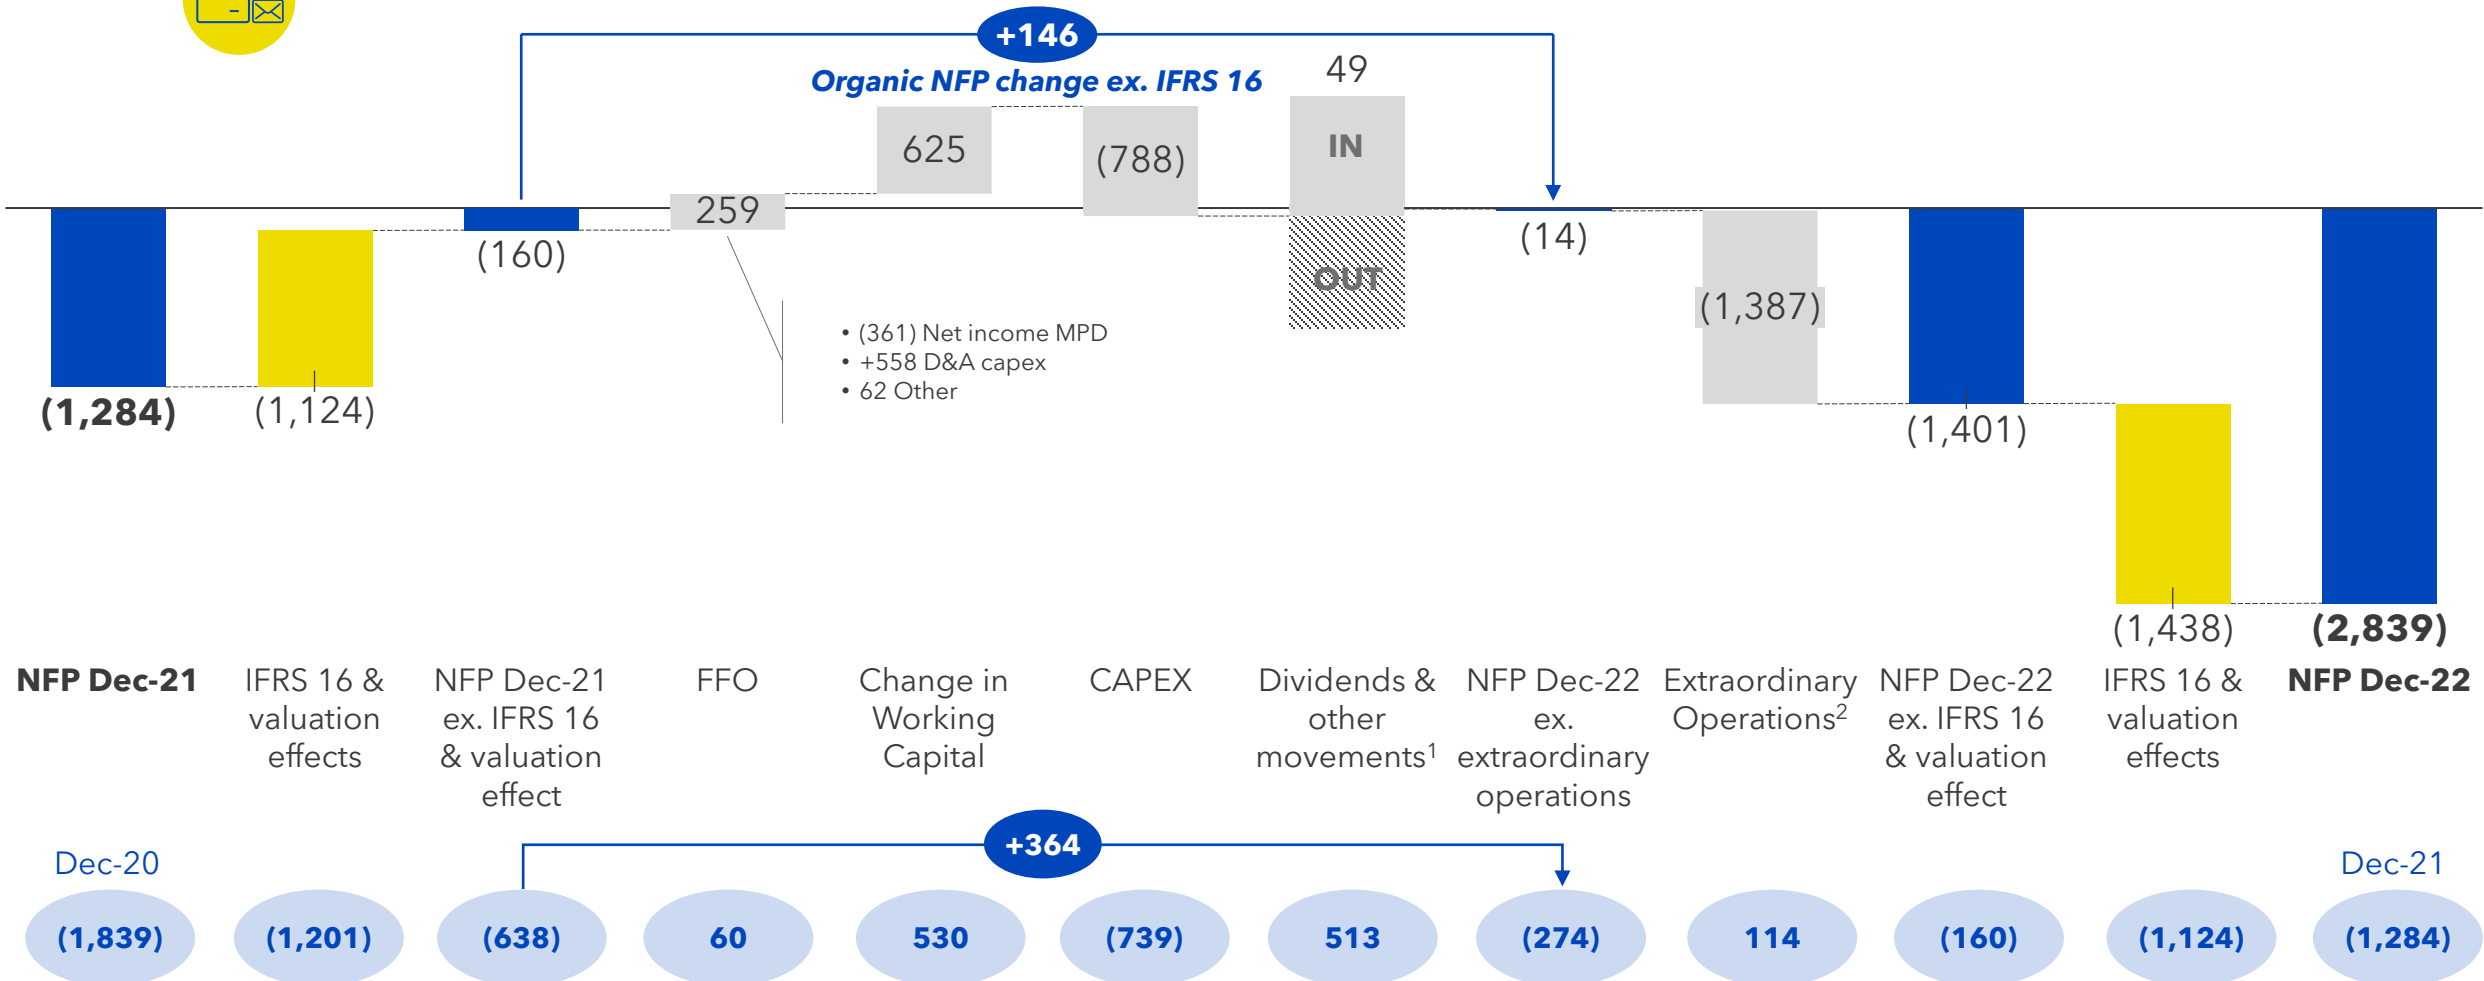 +146
Organic NFP change ex. IFRS 16
49
625
(788)
IN
259
(160)
OUT
(14)
(1,387)
• (361) Net income MPD
• +558 D&A capex
• 62 Other
(1,284)
(1,124)
(1,401)
(1,438)
(2,839)
NFP Dec-21
IFRS 16 &
valuation
effects
NFP Dec-21
ex. IFRS 16
& valuation
effect
FFO
Change in
Working
Capital
CAPEX
Dividends &
other
movements1
NFP Dec-22
ex.
extraordinary
operations
Extraordinary
Operations2
NFP Dec-22
ex. IFRS 16
& valuation
effect
IFRS 16 &
valuation
effects
NFP Dec-22
+364
Dec-20
Dec-21
(1,839)
(1,201)
(638)
60
530
(739)
513
(274)
114
(160)
(1,124)
(1,284)